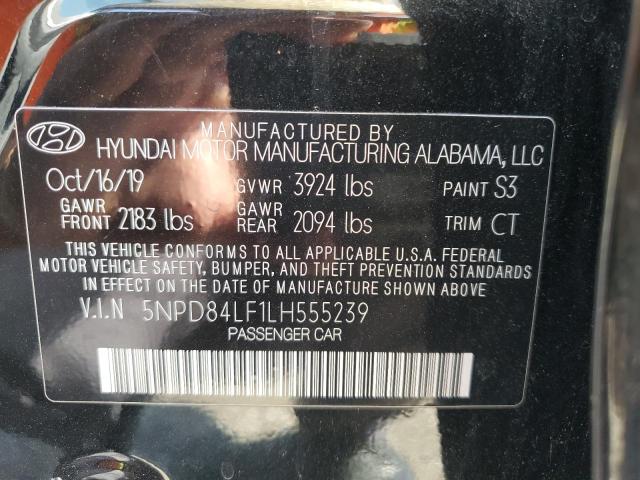 MANUFACTURED BY
HYUNDAI MOTOR MANUFACTURING ALABAMA, LLC
Oct/16/19 GVWR 3924 lbs PAINT S3
GAWR FRONT 2183 lbs GAWR REAR 2094 lbs TRIM CT
THIS VEHICLE CONFORMS TO ALL APPLICABLE U.S.A. FEDERAL
MOTOR VEHICLE SAFETY, BUMPER, AND THEFT PREVENTION STANDARDS
IN EFFECT ON THE DATE OF MANUFACTURE SHOWN ABOVE
V.I.N 5NPD84LF1LH555239
PASSENGER CAR